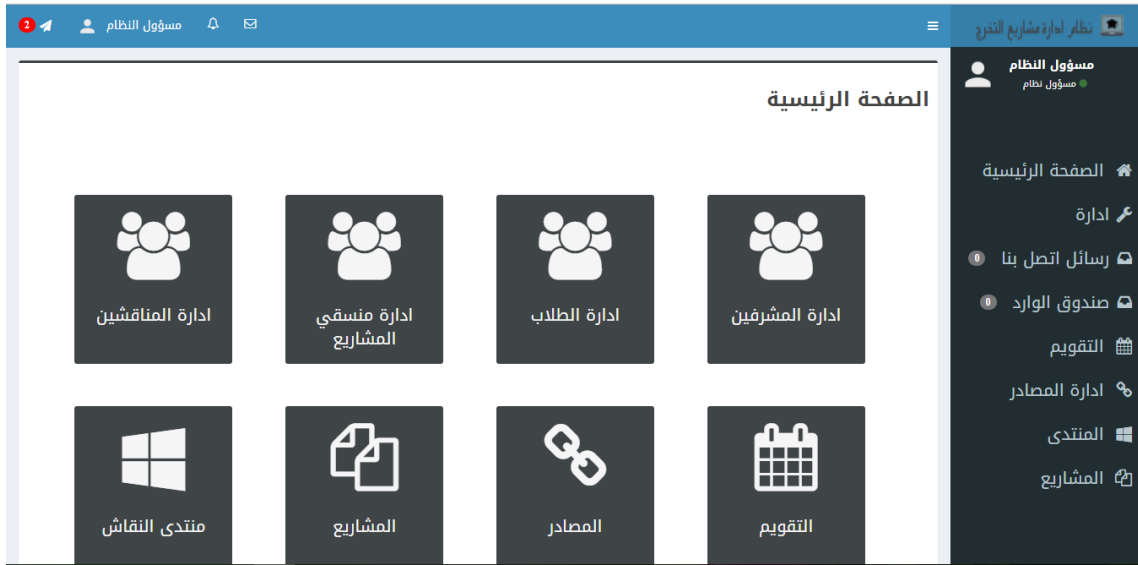 نظام ادارة مشاريع التخرج
مسؤول النظام
2
مسؤول النظام
مسؤول نظام
الصفحة الرئيسية
ادارة
رسائل اتصل بنا 0
صندوق الوارد 0
التقويم
ادارة المصادر
المنتدى
المشاريع
الصفحة الرئيسية
ادارة المشرفين
ادارة الطلاب
ادارة منسقي
المشاريع
ادارة المناقشين
التقويم
المصادر
المشاريع
منتدى النقاش